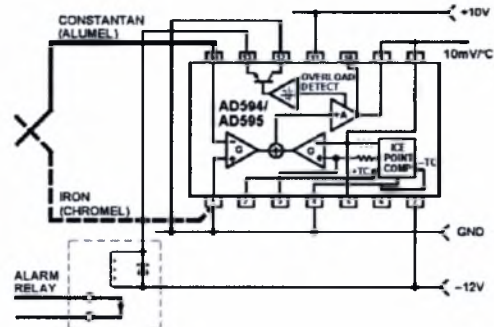 CONSTANTAN
(ALUMEL)
+10V
10mV/°C
OVERLOAD
DETECT
AD594/
AD595
+A
G
G
ICE
POINT
COMP
–TC
+TC
IRON
(CHROMEL)
GND
ALARM
RELAY
–12V